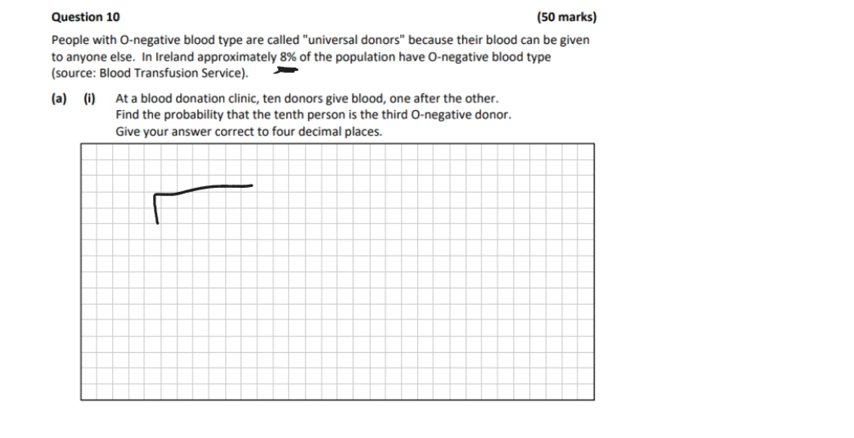 Question 10 (50 marks)
People with O-negative blood type are called "universal donors" because their blood can be given
to anyone else. In Ireland approximately 8% of the population have O-negative blood type
(source: Blood Transfusion Service).
(a) (i) At a blood donation clinic, ten donors give blood, one after the other.
Find the probability that the tenth person is the third O-negative donor.
Give your answer correct to four decimal places.